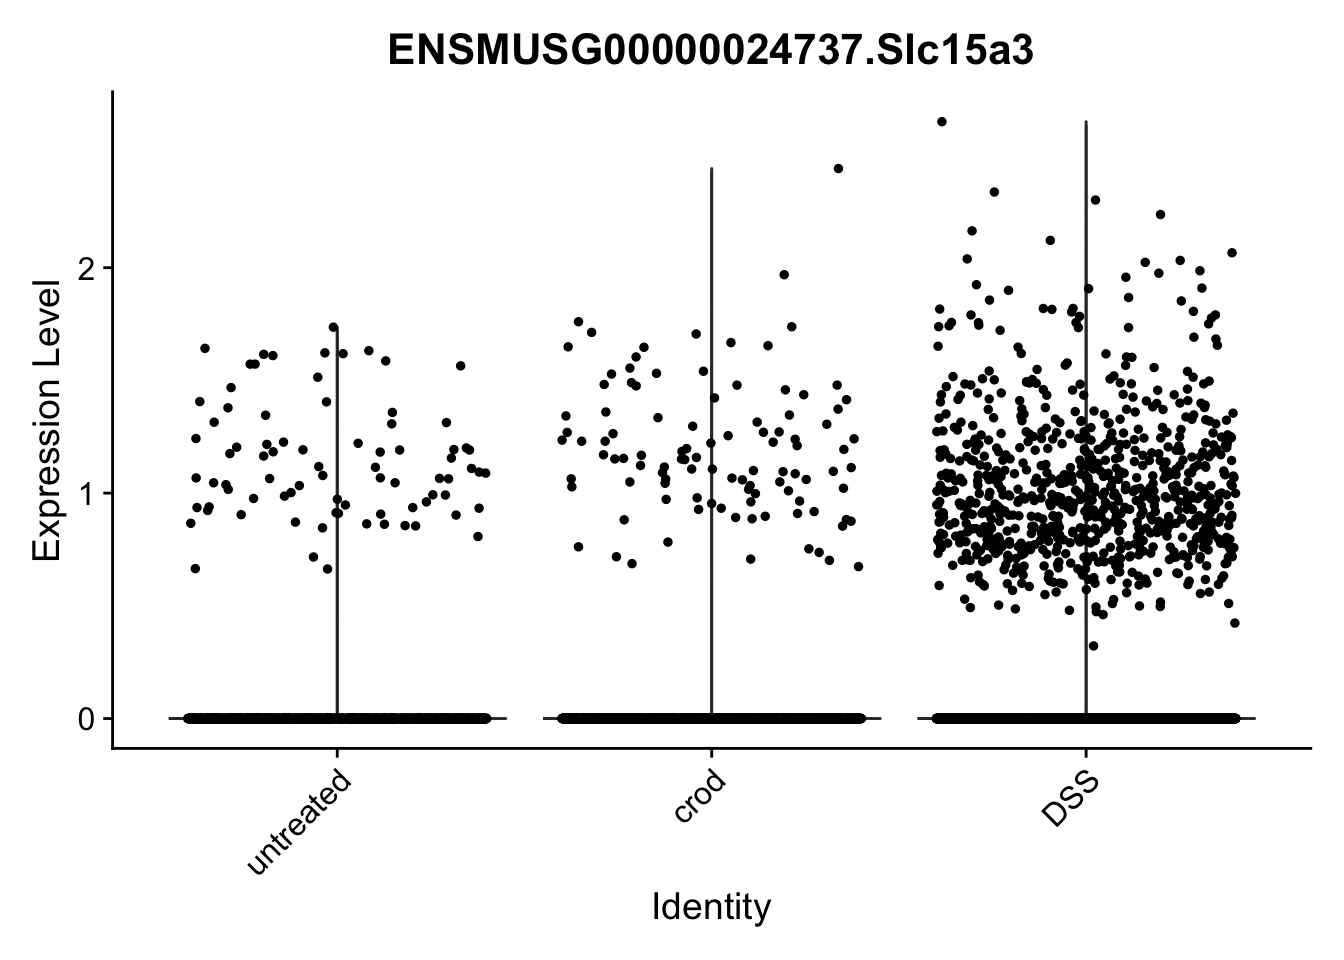 ENSMUSG00000024737.Slc15a3
Expression Level
2
1
0
untreated
crod
DSS
Identity